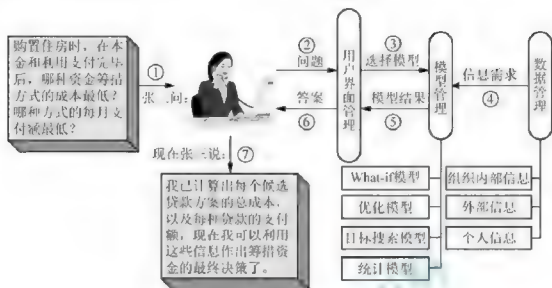 购置住房时，在本
金和利用支付完毕
后，哪种资金筹措
方式的成本最低？
哪种方式的每月支
付额最低？
①
张三问：
②
问题
用户界面管理
③
选择模型
模型管理
信息需求
④
数据管理
答案
⑥
模型结果
⑤
现在张三说：
⑦
我已计算出每个候选
贷款方案的总成本，
以及每种贷款的支付
额，现在我可以利用
这些信息作出筹措资
金的最终决策了。
What-if模型
优化模型
目标搜索模型
统计模型
组织内部信息
外部信息
个人信息